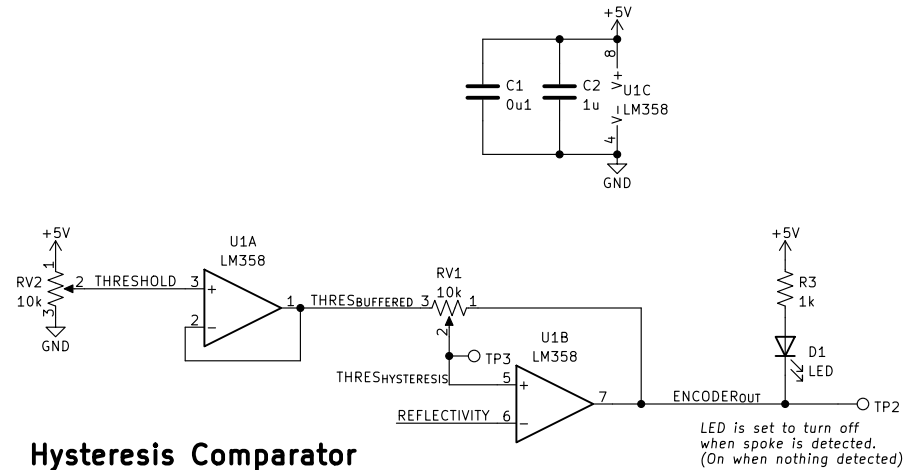 +5V
8
C1
0u1
C2
1u
V+
V-
U1C
LM358
4
GND
+5V
1
RV2
10k
2
3
GND
THRESHOLD
U1A
LM358
3
+
2
-
1
THRESBUFFERED
3
RV1
10k
1
2
TP3
THRESHYSTERESIS
U1B
LM358
5
+
REFLECTIVITY
6
-
7
ENCODEROUT
+5V
R3
1k
D1
LED
TP2
LED is set to turn off
when spoke is detected.
(On when nothing detected)
Hysteresis Comparator